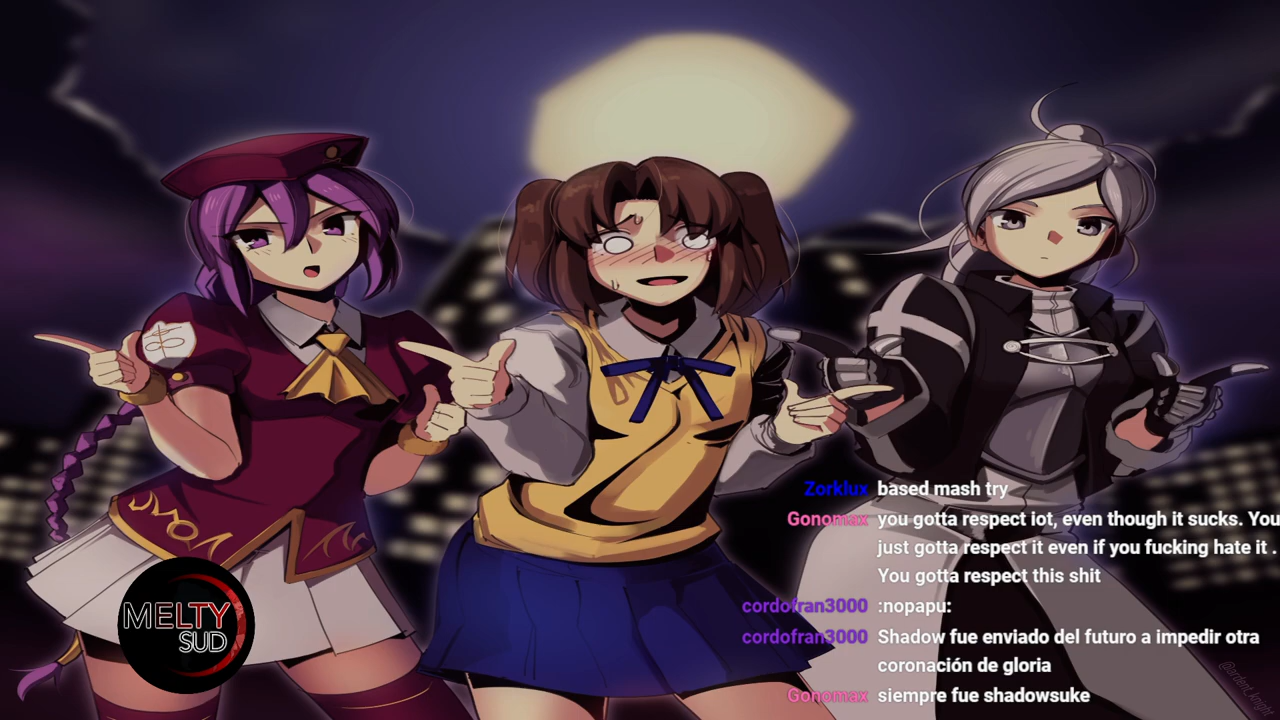 Zorklux based mash try
Gonomax you gotta respect iot, even though it sucks. You
just gotta respect it even if you fucking hate it .
You gotta respect this shit
cordofran3000 :nopapu:
cordofran3000 Shadow fue enviado del futuro a impedir otra
coronación de gloria
Gonomax siempre fue shadowsuke
MELTY
SUD